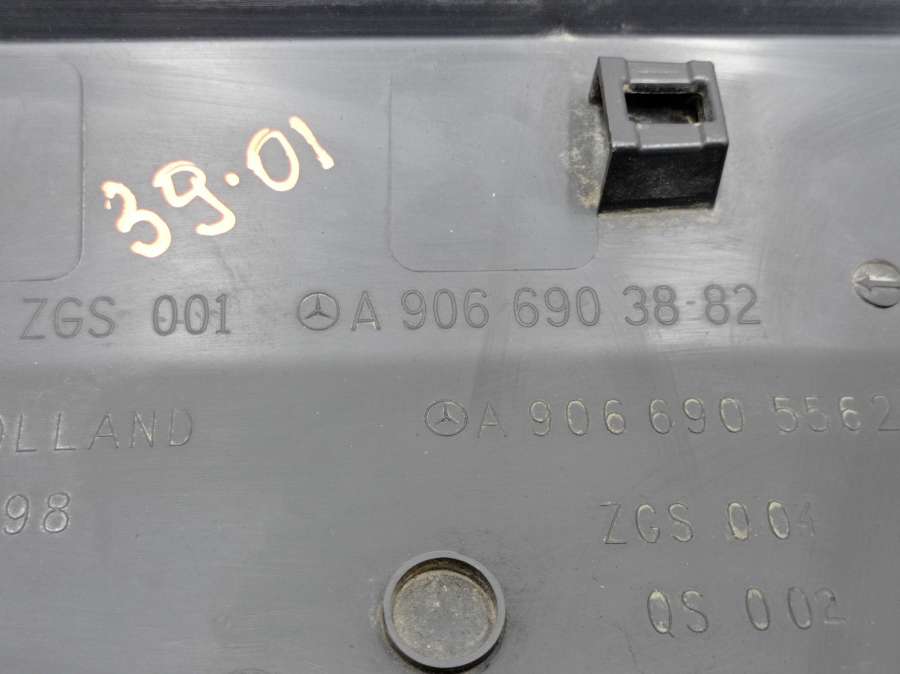 39.01
ZGS 001 A 906 690 38 82
OLLAND A 906 690 5562
98 ZGS 004
QS 002